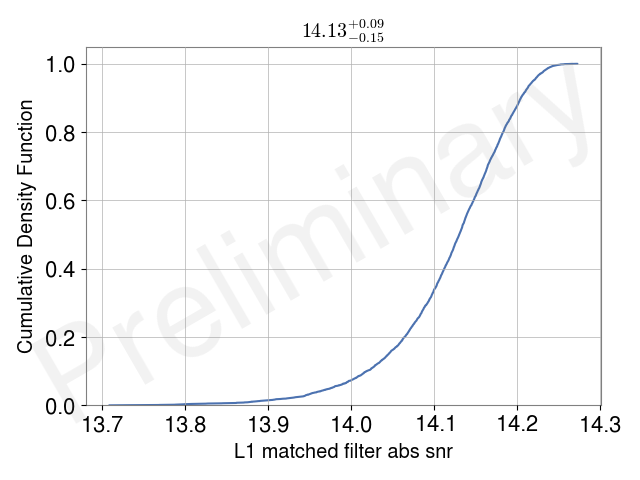 14.13+0.09−0.15
1.0
0.8
0.6
0.4
0.2
0.0
Cumulative Density Function
Preliminary
13.7 13.8 13.9 14.0 14.1 14.2 14.3
L1 matched filter abs snr